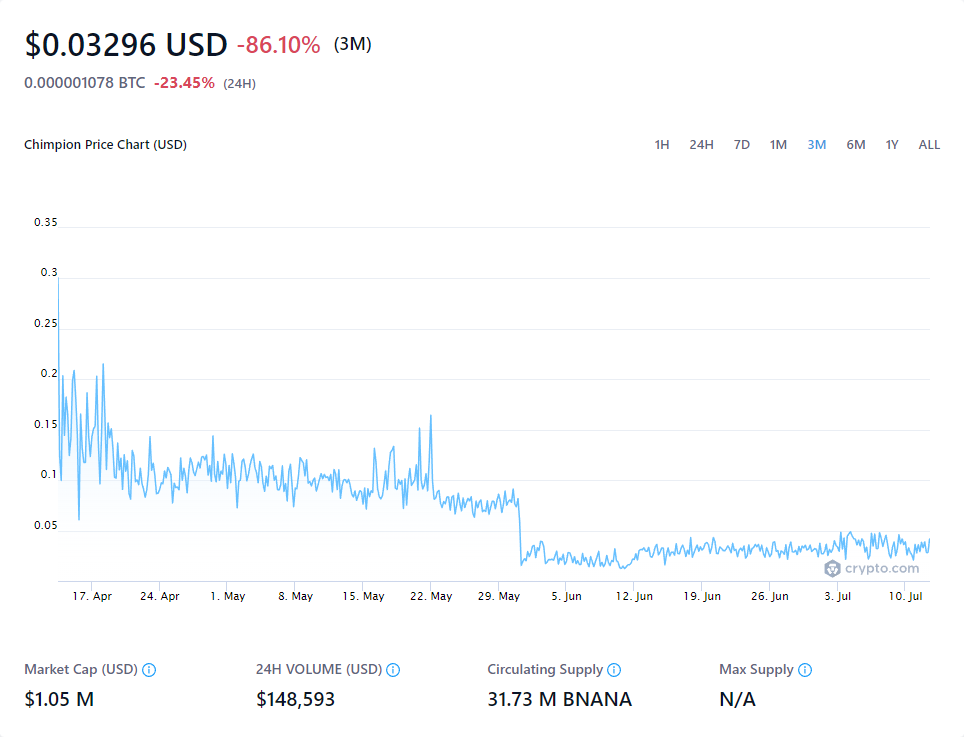 $0.03296 USD -86.10% (3M)
0.000001078 BTC -23.45% (24H)
Chimpion Price Chart (USD) 1H 24H 7D 1M 3M 6M 1Y ALL
0.35
0.3
0.25
0.2
0.15
0.1
0.05
crypto.com
17. Apr 24. Apr 1. May 8. May 15. May 22. May 29. May 5. Jun 12. Jun 19. Jun 26. Jun 3. Jul 10. Jul
Market Cap (USD) 24H VOLUME (USD) Circulating Supply Max Supply
$1.05 M $148,593 31.73 M BNANA N/A